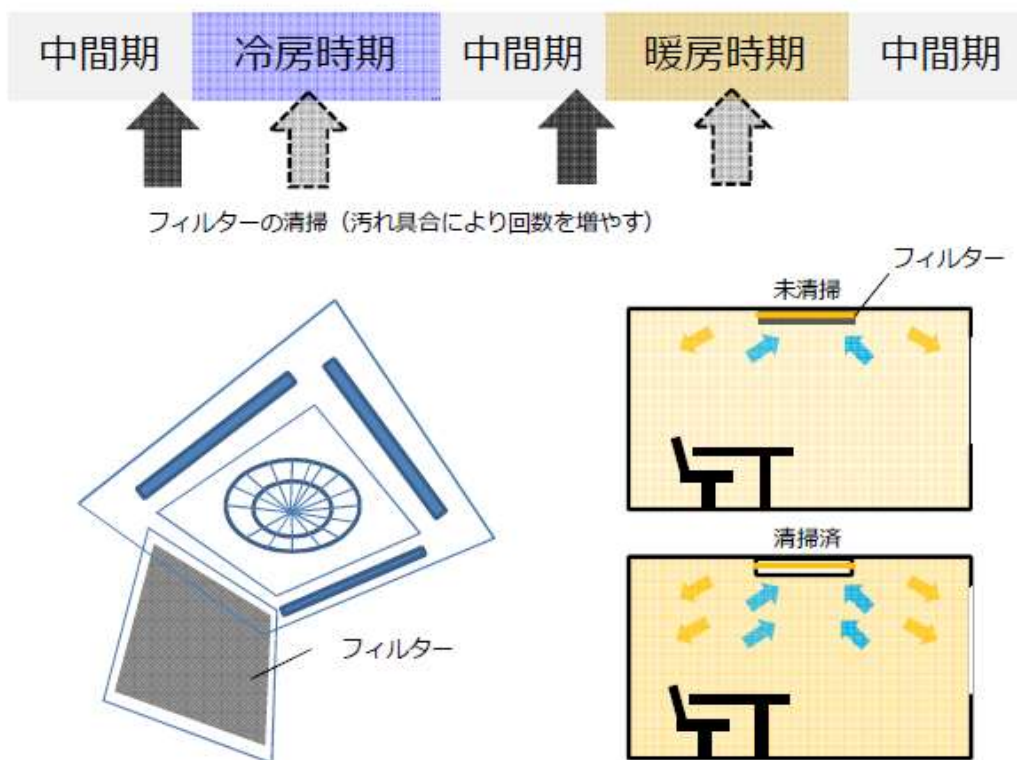 中間期 冷房時期 中間期 暖房時期 中間期
フィルターの清掃（汚れ具合により回数を増やす）
フィルター
未清掃
清掃済
フィルター